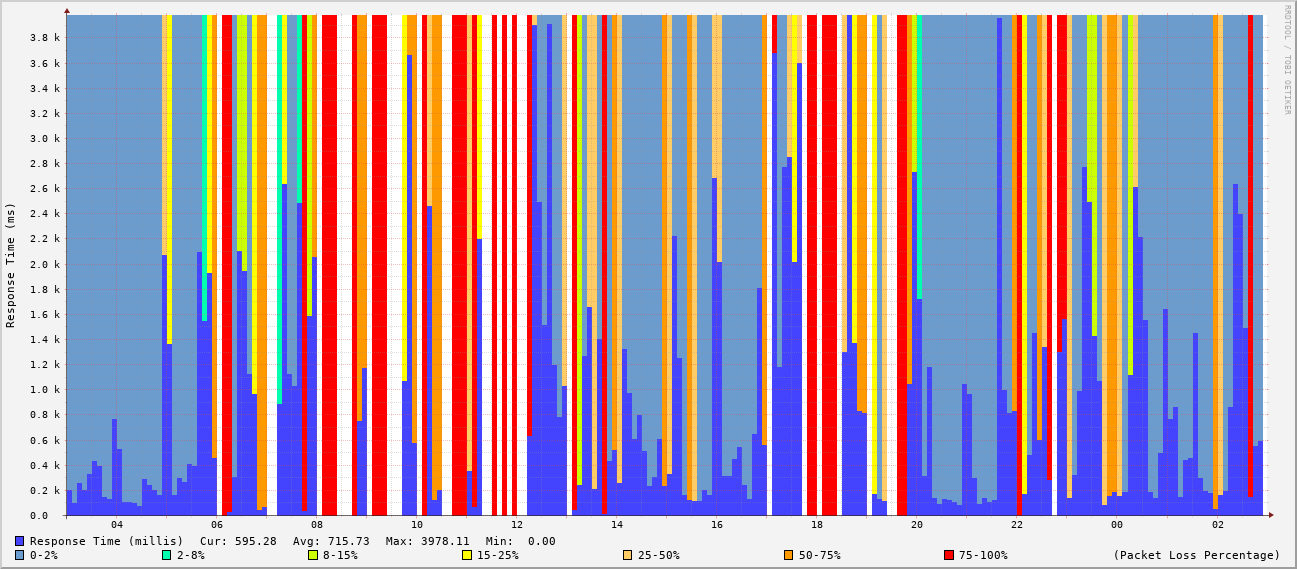 RRDTOOL / TOBI OETIKER
Response Time (ms)
3.8 k
3.6 k
3.4 k
3.2 k
3.0 k
2.8 k
2.6 k
2.4 k
2.2 k
2.0 k
1.8 k
1.6 k
1.4 k
1.2 k
1.0 k
0.8 k
0.6 k
0.4 k
0.2 k
0.0
04 06 08 10 12 14 16 18 20 22 00 02
Response Time (millis) Cur: 595.28 Avg: 715.73 Max: 3978.11 Min: 0.00
0-2% 2-8% 8-15% 15-25% 25-50% 50-75% 75-100% (Packet Loss Percentage)